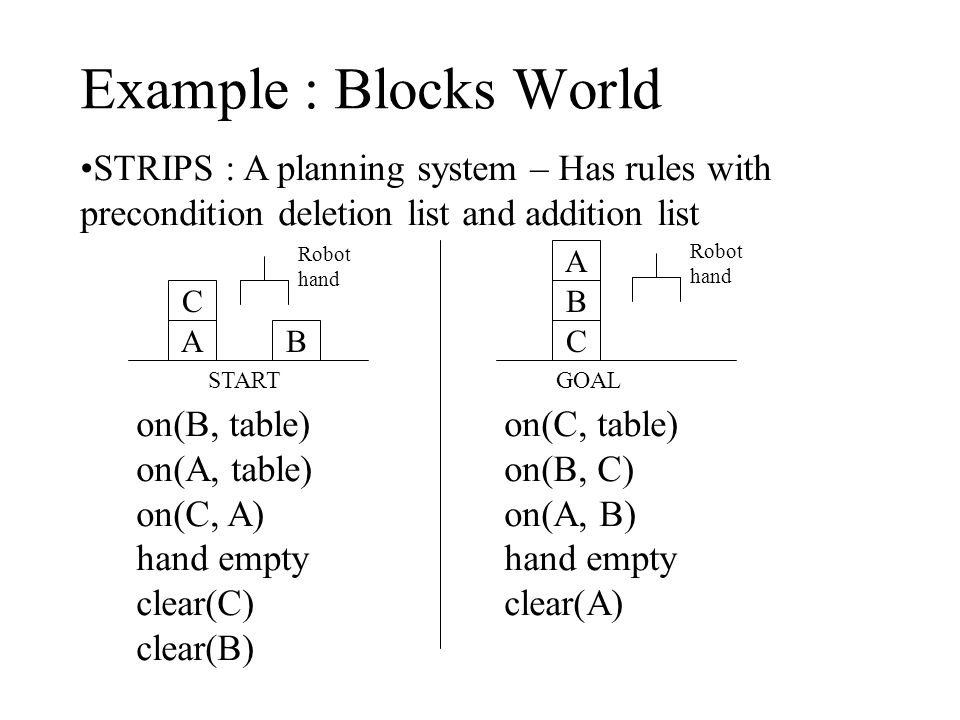 Example : Blocks World
•STRIPS : A planning system – Has rules with
precondition deletion list and addition list
Robot
hand
C
A
B
START
on(B, table)
on(A, table)
on(C, A)
hand empty
clear(C)
clear(B)
Robot
hand
A
B
C
GOAL
on(C, table)
on(B, C)
on(A, B)
hand empty
clear(A)